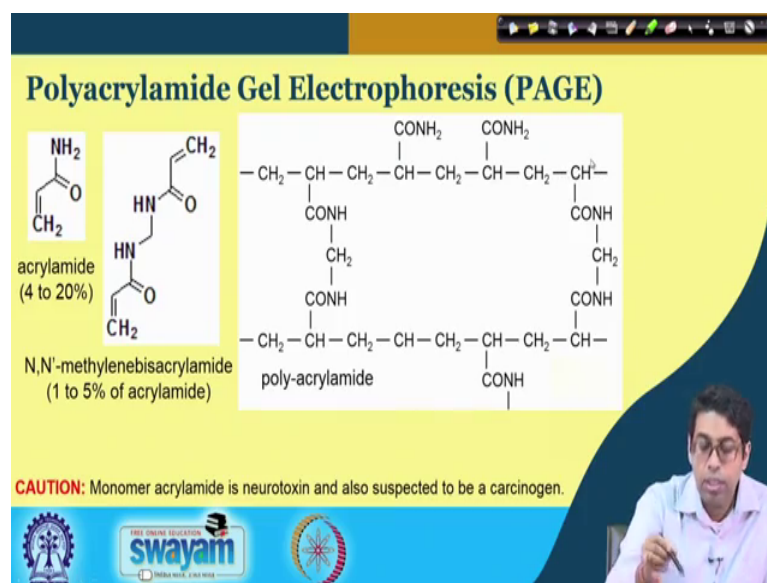 Polyacrylamide Gel Electrophoresis (PAGE)
NH2
O
CH2
acrylamide
(4 to 20%)
CH2
HN
O
HN
O
CH2
N,N'-methylenebisacrylamide
(1 to 5% of acrylamide)
CONH2 CONH2
— CH2 — CH — CH2 — CH — CH2 — CH — CH2 — CH —
CONH CONH
CH2 CH2
CONH CONH
— CH2 — CH — CH2 — CH — CH2 — CH — CH2 — CH —
poly-acrylamide
CONH
CAUTION: Monomer acrylamide is neurotoxin and also suspected to be a carcinogen.
FREE ONLINE EDUCATION
swayam